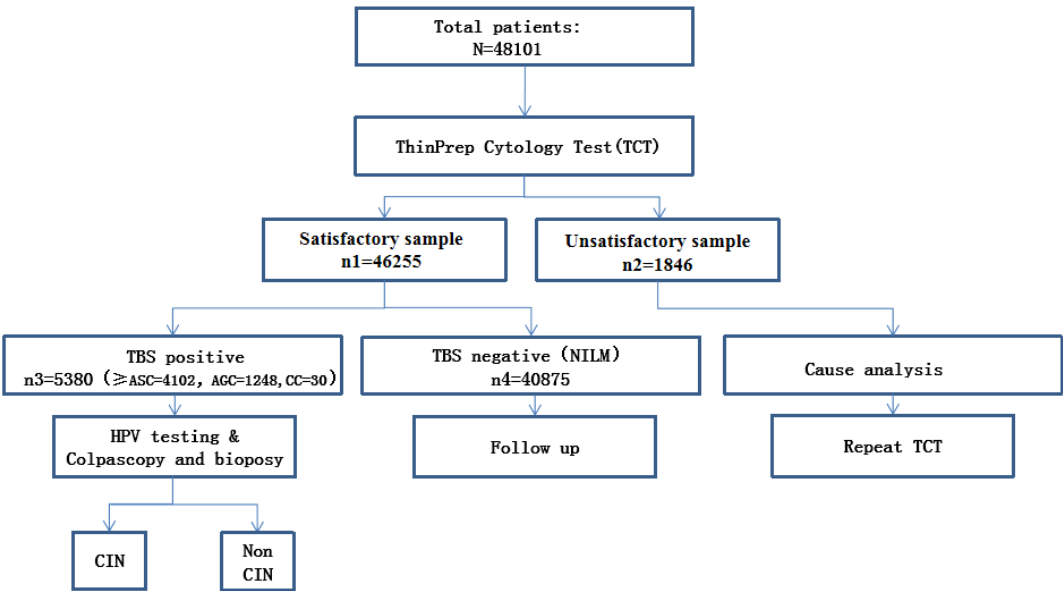 Total patients:
N=48101
ThinPrep Cytology Test(TCT)
Satisfactory sample
n1=46255
Unsatisfactory sample
n2=1846
TBS positive
n3=5380 (≥ASC=4102, AGC=1248,CC=30)
TBS negative (NILM)
n4=40875
Cause analysis
HPV testing &
Colpascopy and bioposy
Follow up
Repeat TCT
CIN
Non
CIN